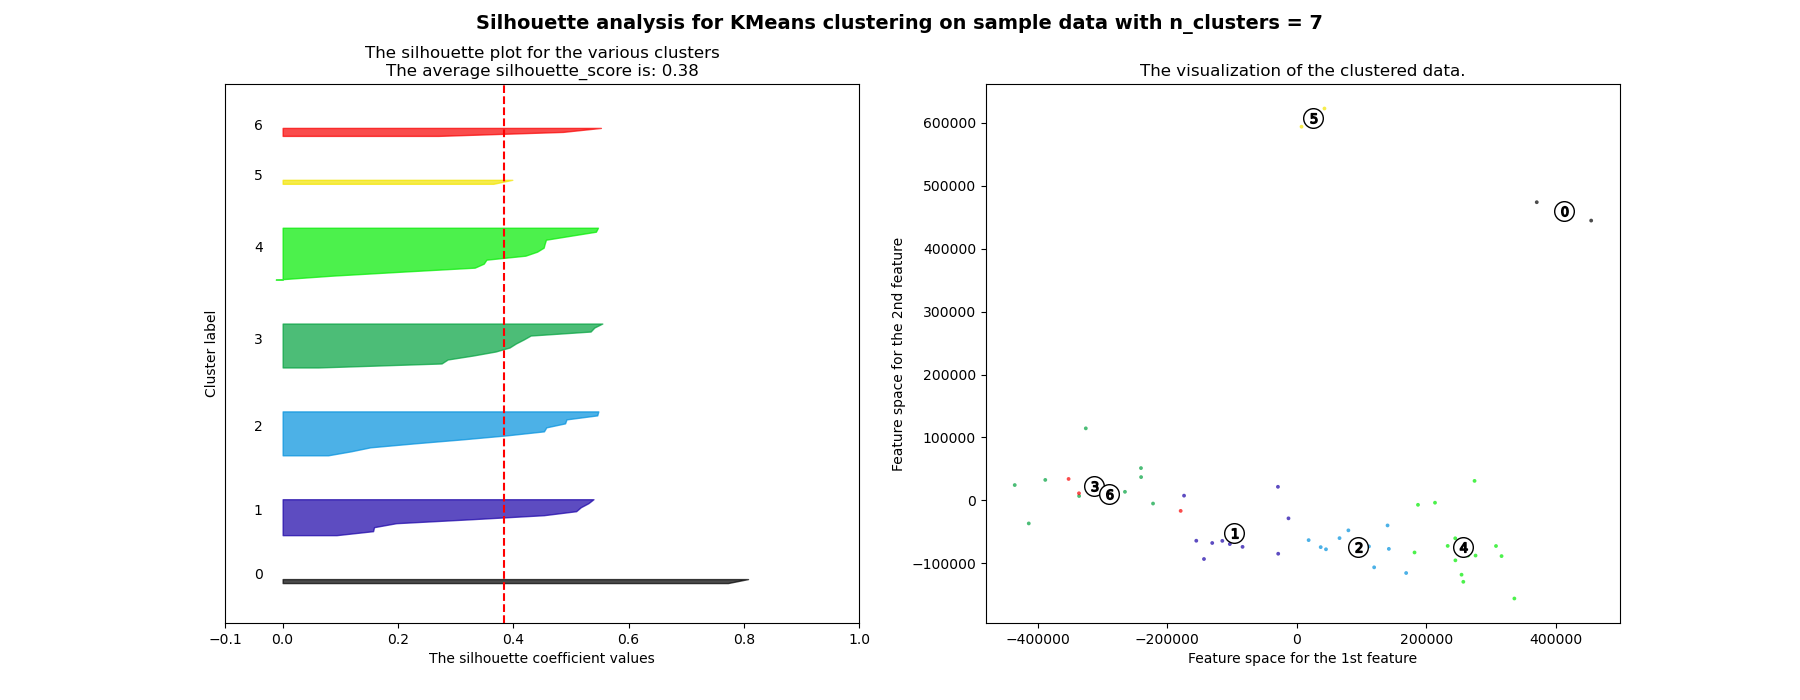 Silhouette analysis for KMeans clustering on sample data with n_clusters = 7
The silhouette plot for the various clusters
The average silhouette_score is: 0.38
6
5
4
3
2
1
0
Cluster label
−0.1 0.0 0.2 0.4 0.6 0.8 1.0
The silhouette coefficient values
The visualization of the clustered data.
600000
500000
400000
300000
200000
100000
0
−100000
Feature space for the 2nd feature
5
0
3
6
1
2
4
−400000 −200000 0 200000 400000
Feature space for the 1st feature